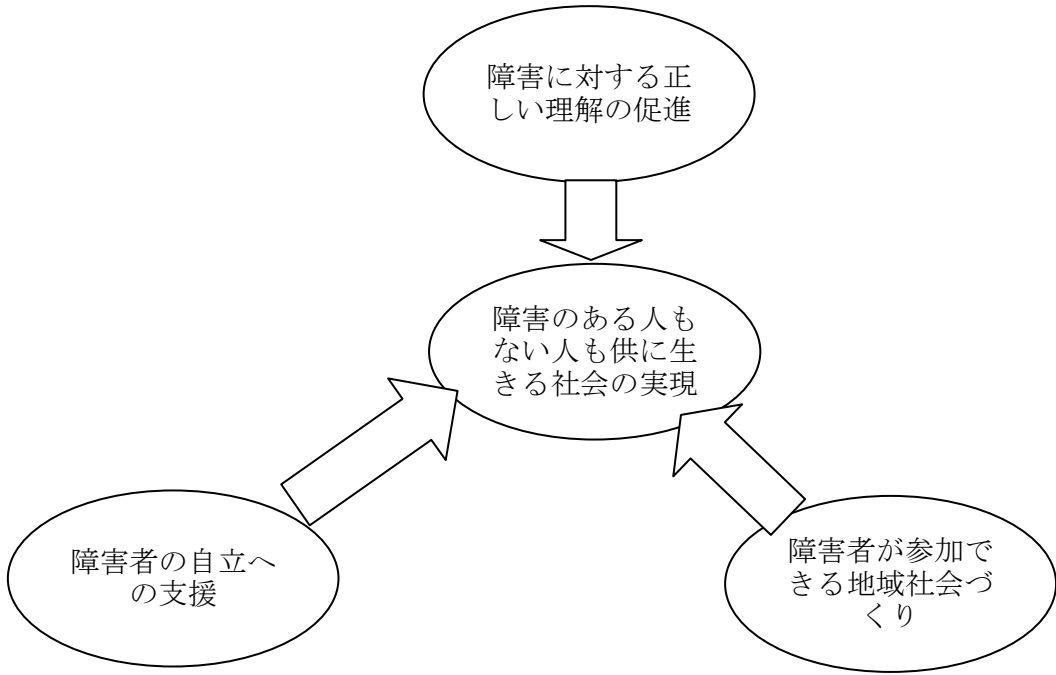 障害に対する正
しい理解の促進
障害のある人も
ない人も供に生
きる社会の実現
障害者の自立へ
の支援
障害者が参加で
きる地域社会づ
くり